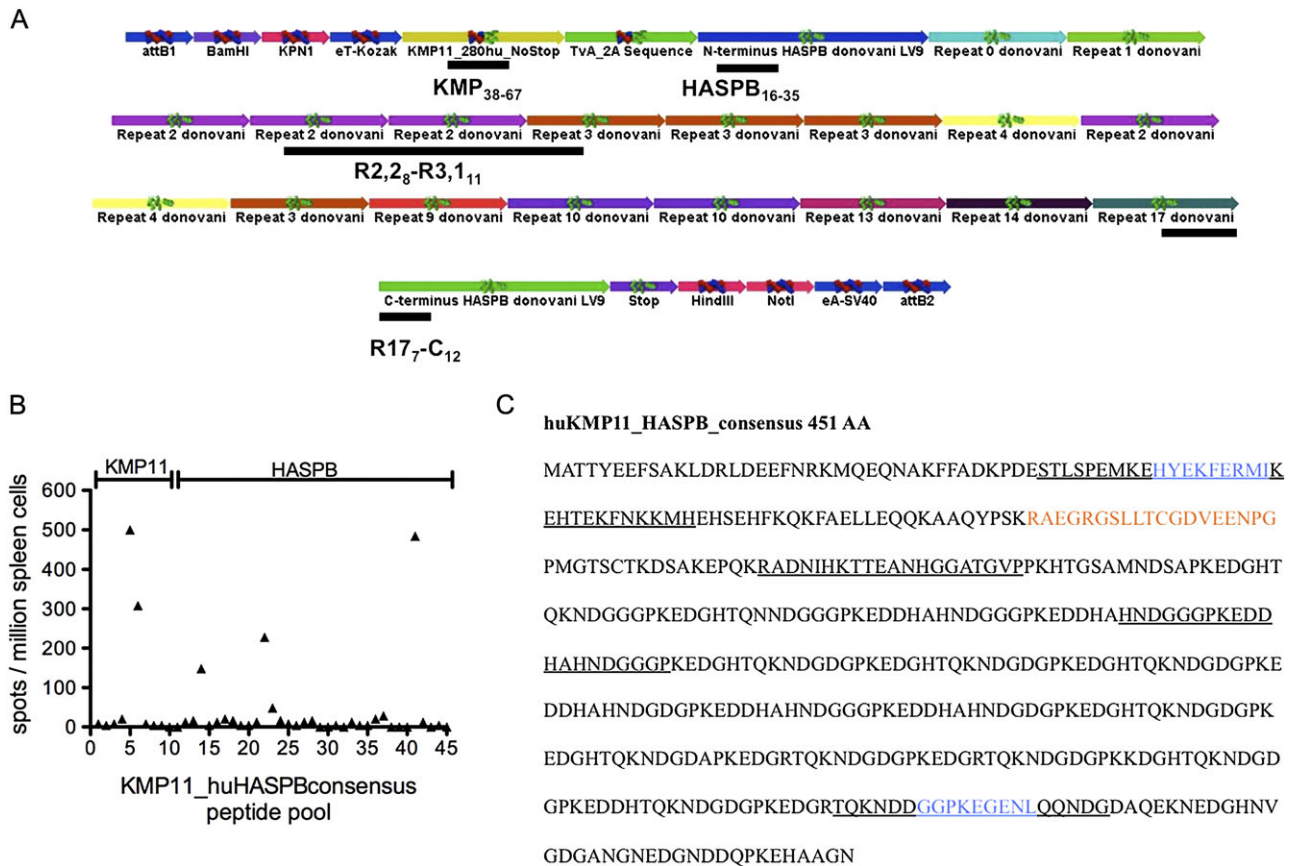 A
attB1 BamHI KPN1 eT-Kozak KMP11_280hu_NoStop TvA_2A Sequence N-terminus HASPB donovani LV9 Repeat 0 donovani Repeat 1 donovani
KMP38-67 HASPB16-35
Repeat 2 donovani Repeat 2 donovani Repeat 2 donovani Repeat 3 donovani Repeat 3 donovani Repeat 3 donovani Repeat 4 donovani Repeat 2 donovani
R2,28-R3,111
Repeat 4 donovani Repeat 3 donovani Repeat 9 donovani Repeat 10 donovani Repeat 10 donovani Repeat 13 donovani Repeat 14 donovani Repeat 17 donovani
C-terminus HASPB donovani LV9 Stop HindIII NotI eA-SV40 attB2
R177-C12
B
KMP11 HASPB
600
500
400
300
200
100
0
spots / million spleen cells
0 5 10 15 20 25 30 35 40 45
KMP11_huHASPBconsensus
peptide pool
C
huKMP11_HASPB_consensus 451 AA
MATTYEEFSAKLDRLDEEFNRKMQEQNAKFFADKPDESTLSPEMKEHYEKFERMIK
EHTEKFNKKMHEHSEHFKQKFAELLEQQKAAQYPSKRAEGRGSLLTCGDVEENPG
PMGTSCTKDSAKEPQKRADNIHKTTEANHGGATGVPPKHTGSAMNDSAPKEDGHT
QKNDGGGPKEDGHTQNNDGGGPKEDDHAHNDGGGPKEDDHAHNDGGGPKEDD
HAHNDGGGPKEDGHTQKNDGDGPKEDGHTQKNDGDGPKEDGHTQKNDGDGPKE
DDHAHNDGDGPKEDDHAHNDGGGPKEDDHAHNDGDGPKEDGHTQKNDGDGPK
EDGHTQKNDGDAPKEDGRTQKNDGDGPKEDGRTQKNDGDGPKKDGHTQKNDGD
GPKEDDHTQKNDGDGPKEDGRTQKNDDGGPKEGENLQQNDGDAQEKNEDGHNV
GDGANGNEDGNDDQPKEHAAGN